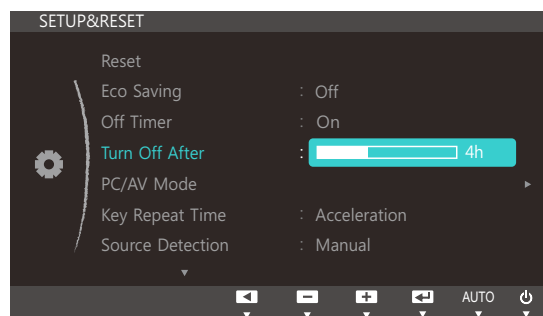 SETUP&RESET
Reset
Eco Saving : Off
Off Timer : On
Turn Off After : 4h
PC/AV Mode
Key Repeat Time : Acceleration
Source Detection : Manual
AUTO